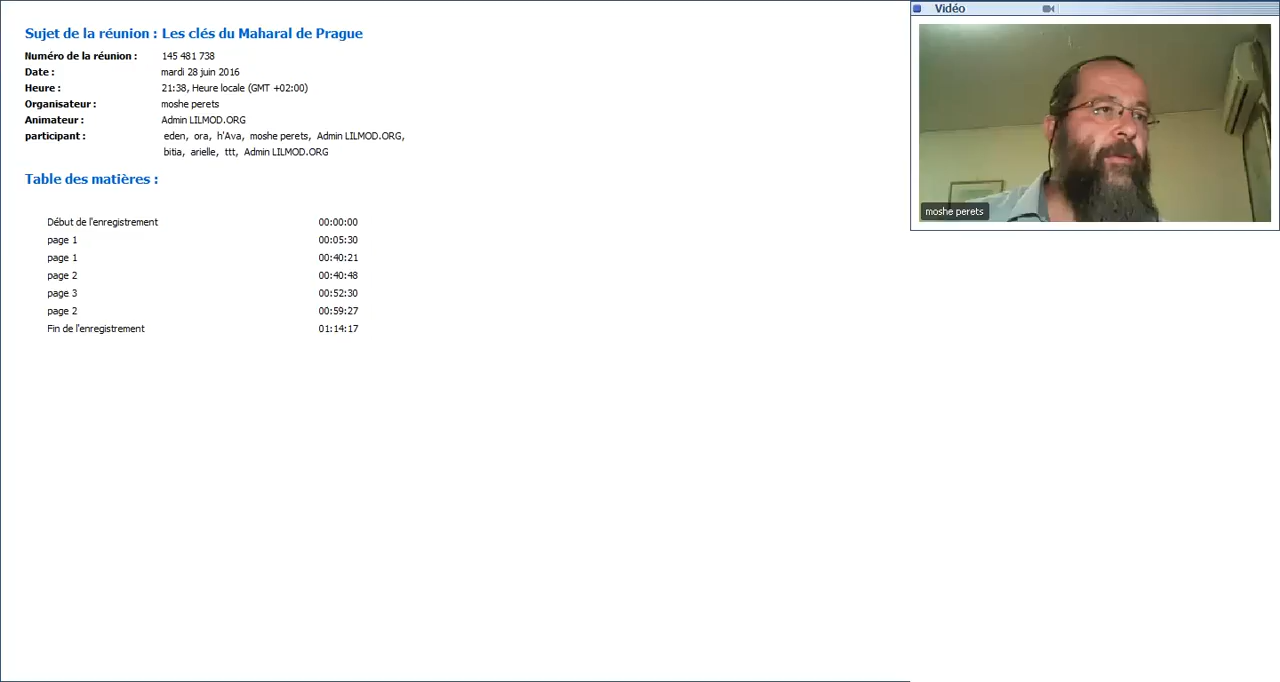 Sujet de la réunion : Les clés du Maharal de Prague
Numéro de la réunion : 145 481 738
Date : mardi 28 juin 2016
Heure : 21:38, Heure locale (GMT +02:00)
Organisateur : moshe perets
Animateur : Admin LILMOD.ORG
participant : eden, ora, h'Ava, moshe perets, Admin LILMOD.ORG,
bitia, arielle, ttt, Admin LILMOD.ORG
Table des matières :
Début de l'enregistrement 00:00:00
page 1 00:05:30
page 1 00:40:21
page 2 00:40:48
page 3 00:52:30
page 2 00:59:27
Fin de l'enregistrement 01:14:17
Vidéo
moshe perets